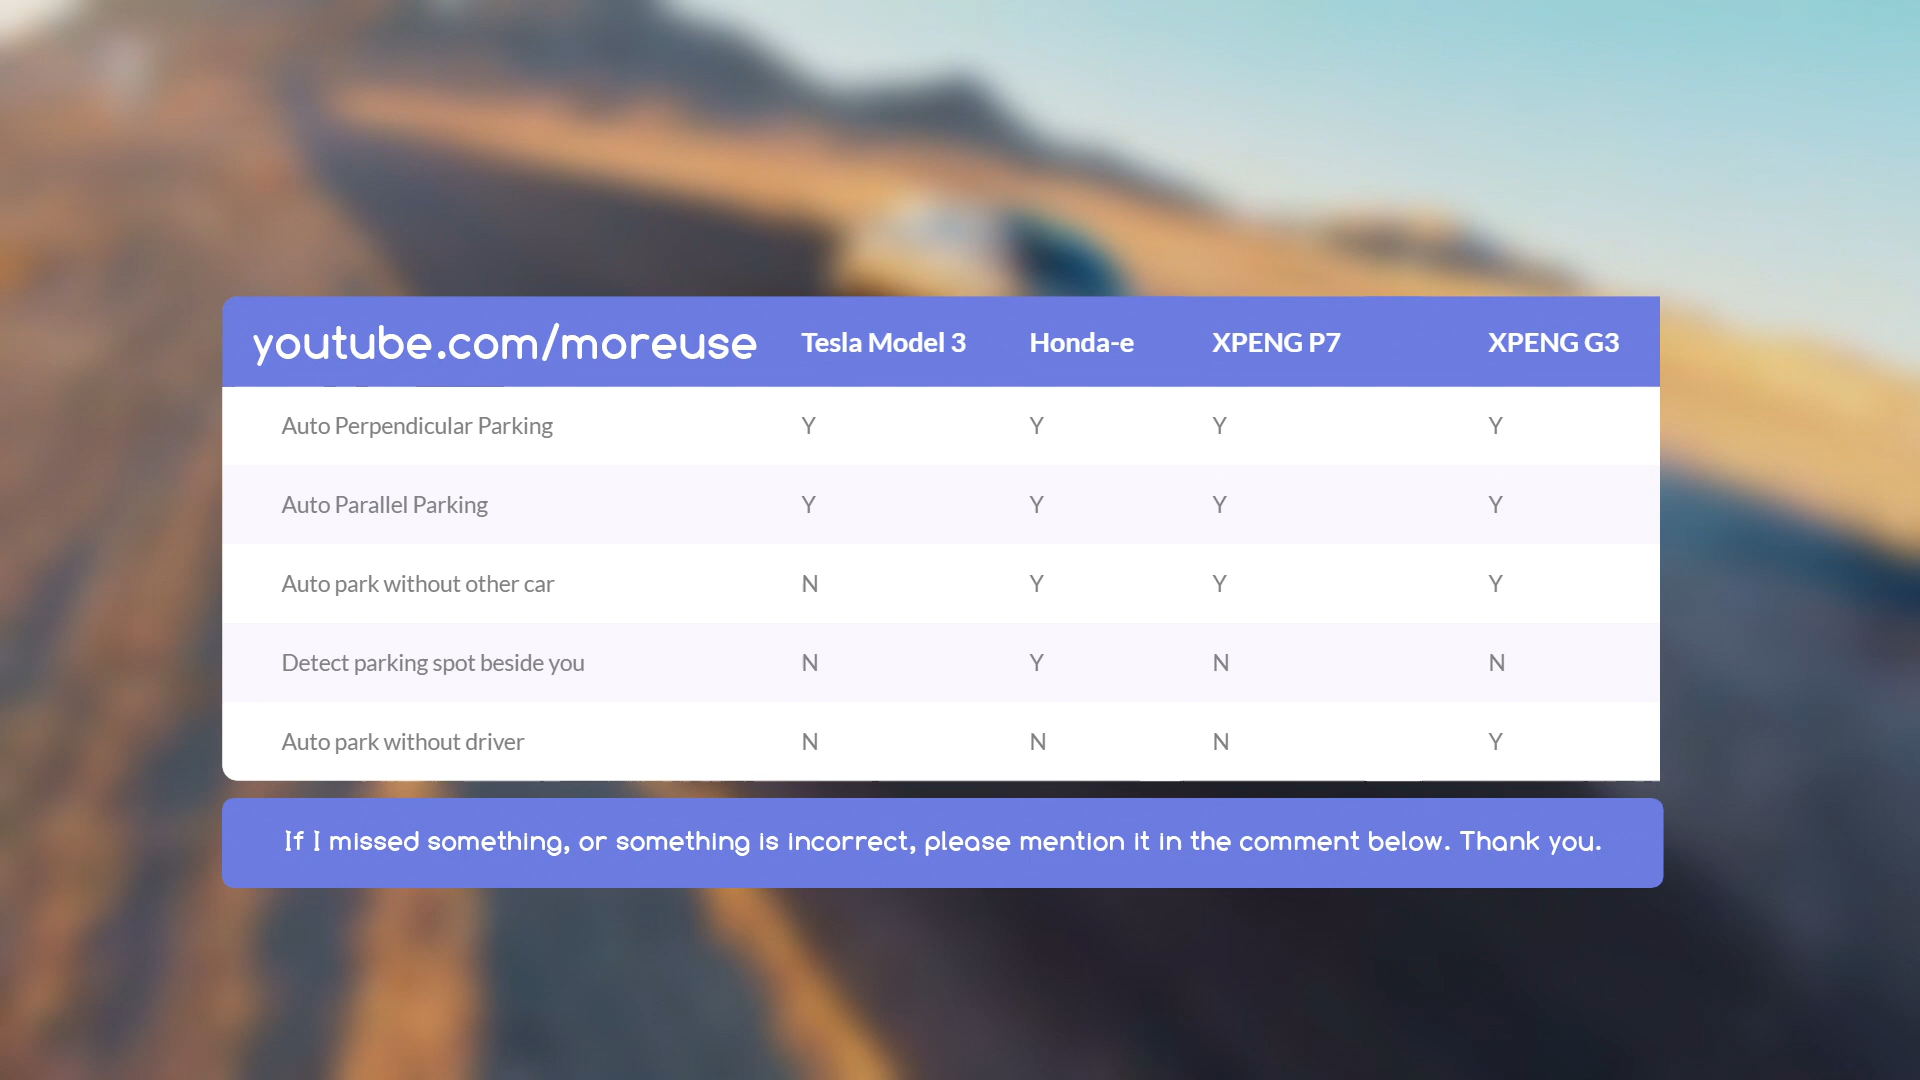 youtube.com/moreuse Tesla Model 3 Honda-e XPENG P7 XPENG G3
Auto Perpendicular Parking Y Y Y Y
Auto Parallel Parking Y Y Y Y
Auto park without other car N Y Y Y
Detect parking spot beside you N Y N N
Auto park without driver N N N Y
If I missed something, or something is incorrect, please mention it in the comment below. Thank you.